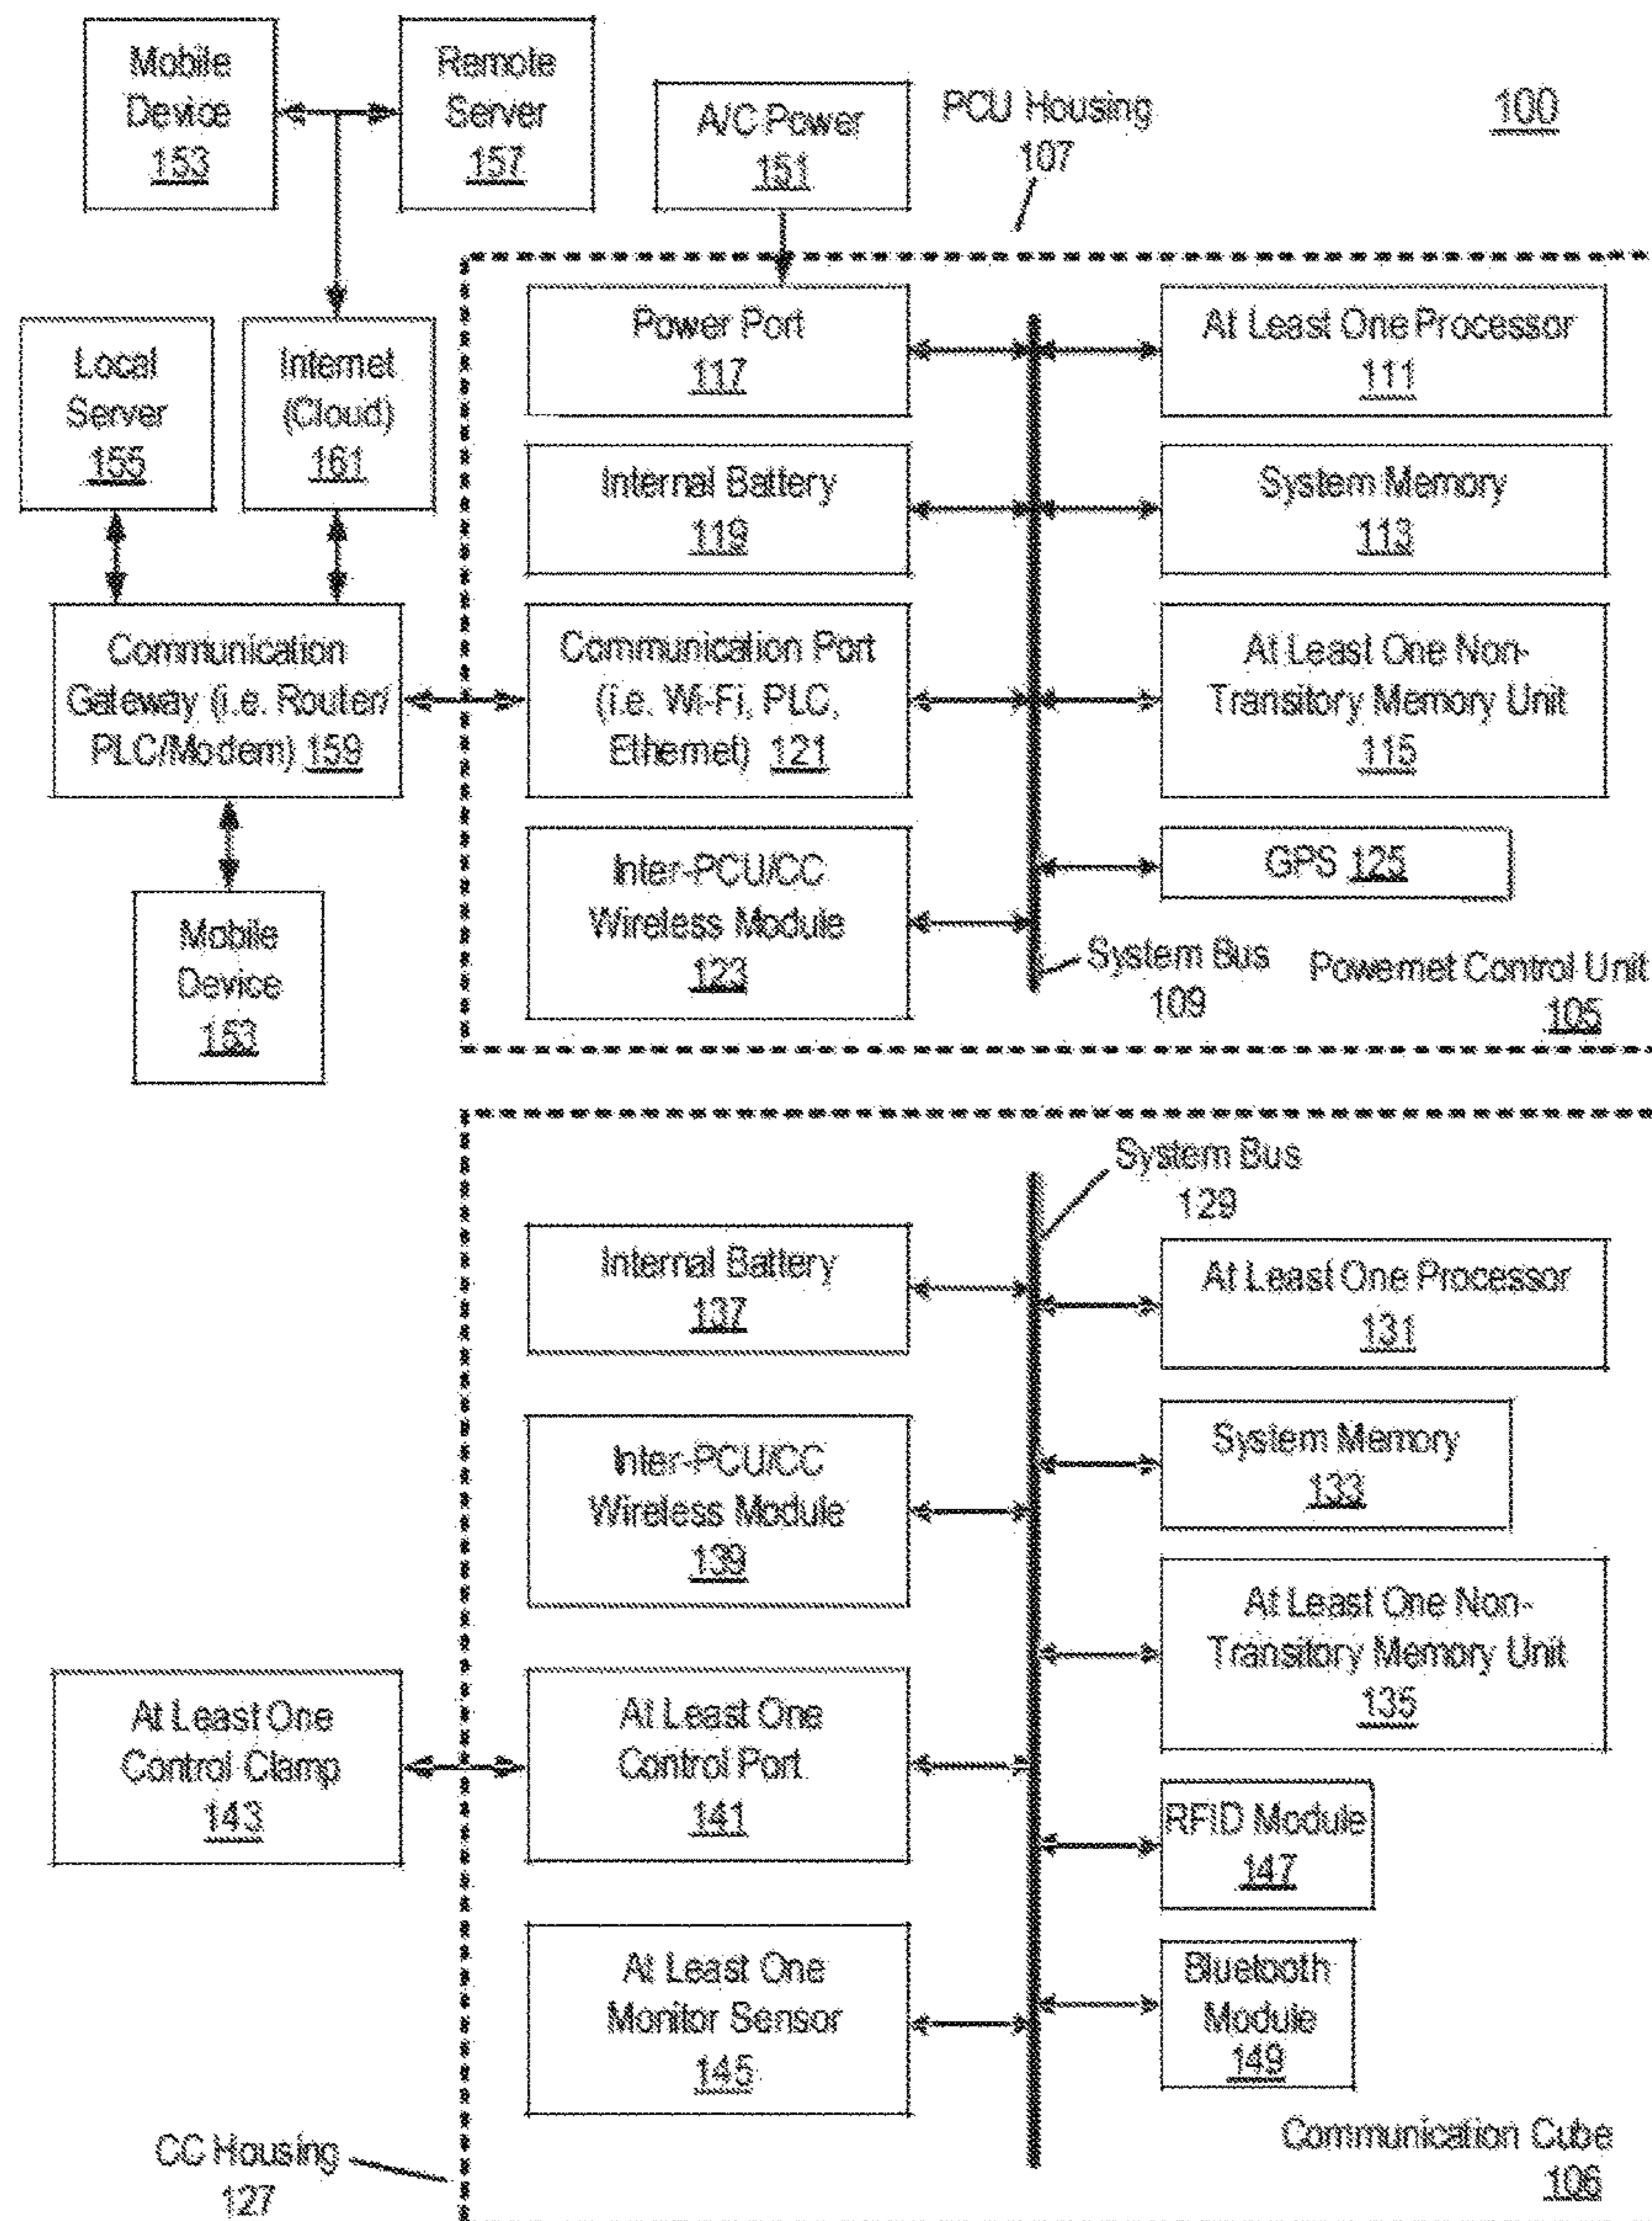 Mobile
Device
153
Remote
Server
157
A/C Power
151
PCU Housing
107
100
Local
Server
155
Internet
(Cloud)
161
Power Port
117
At Least One Processor
111
Internal Battery
119
System Memory
113
Communication
Gateway (i.e. Router/
PLC/Modem) 159
Communication Port
(i.e. Wi-Fi, PLC,
Ethernet) 121
At Least One Non-
Transitory Memory Unit
115
Mobile
Device
153
Inter-PCU/CC
Wireless Module
123
GPS 125
System Bus
109
Powernet Control Unit
105
System Bus
129
Internal Battery
137
At Least One Processor
131
Inter-PCU/CC
Wireless Module
139
System Memory
133
At Least One Non-
Transitory Memory Unit
135
At Least One
Control Clamp
143
At Least One
Control Port
141
RFID Module
147
At Least One
Monitor Sensor
145
Bluetooth
Module
149
CC Housing
127
Communication Cube
106